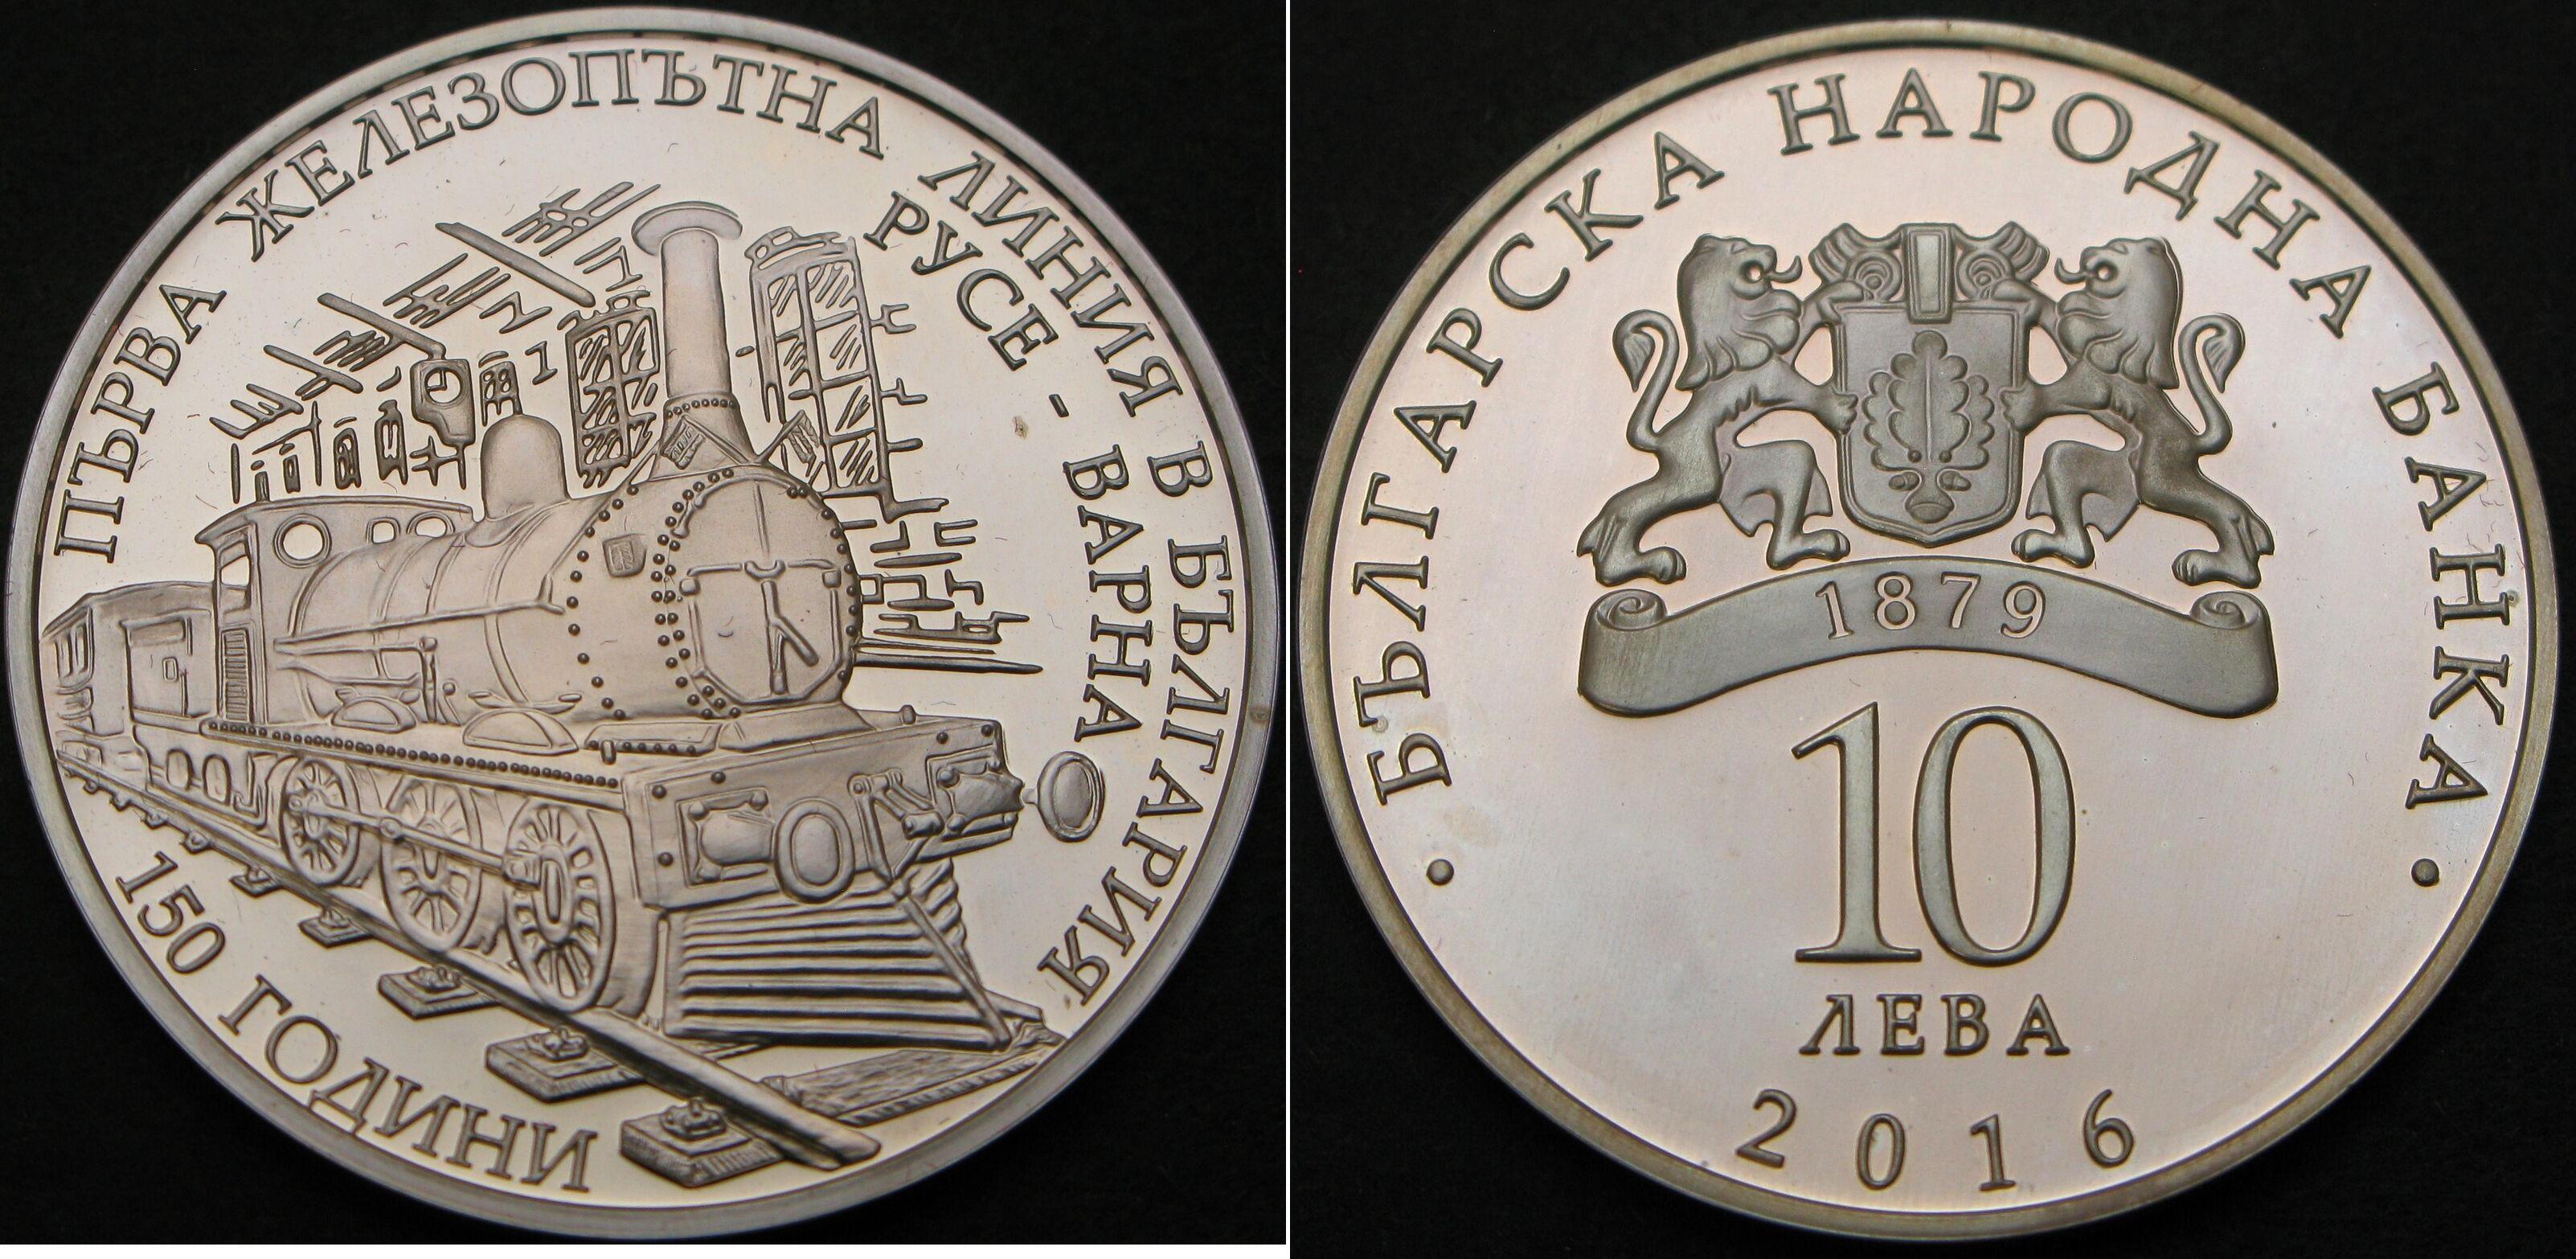 ПЪРВА ЖЕЛЕЗОПЪТНА ЛИНИЯ В БЪЛГАРИЯ
РУСЕ - ВАРНА
150 ГОДИНИ
• БЪЛГАРСКА НАРОДНА БАНКА •
1879
10
ЛЕВА
2016